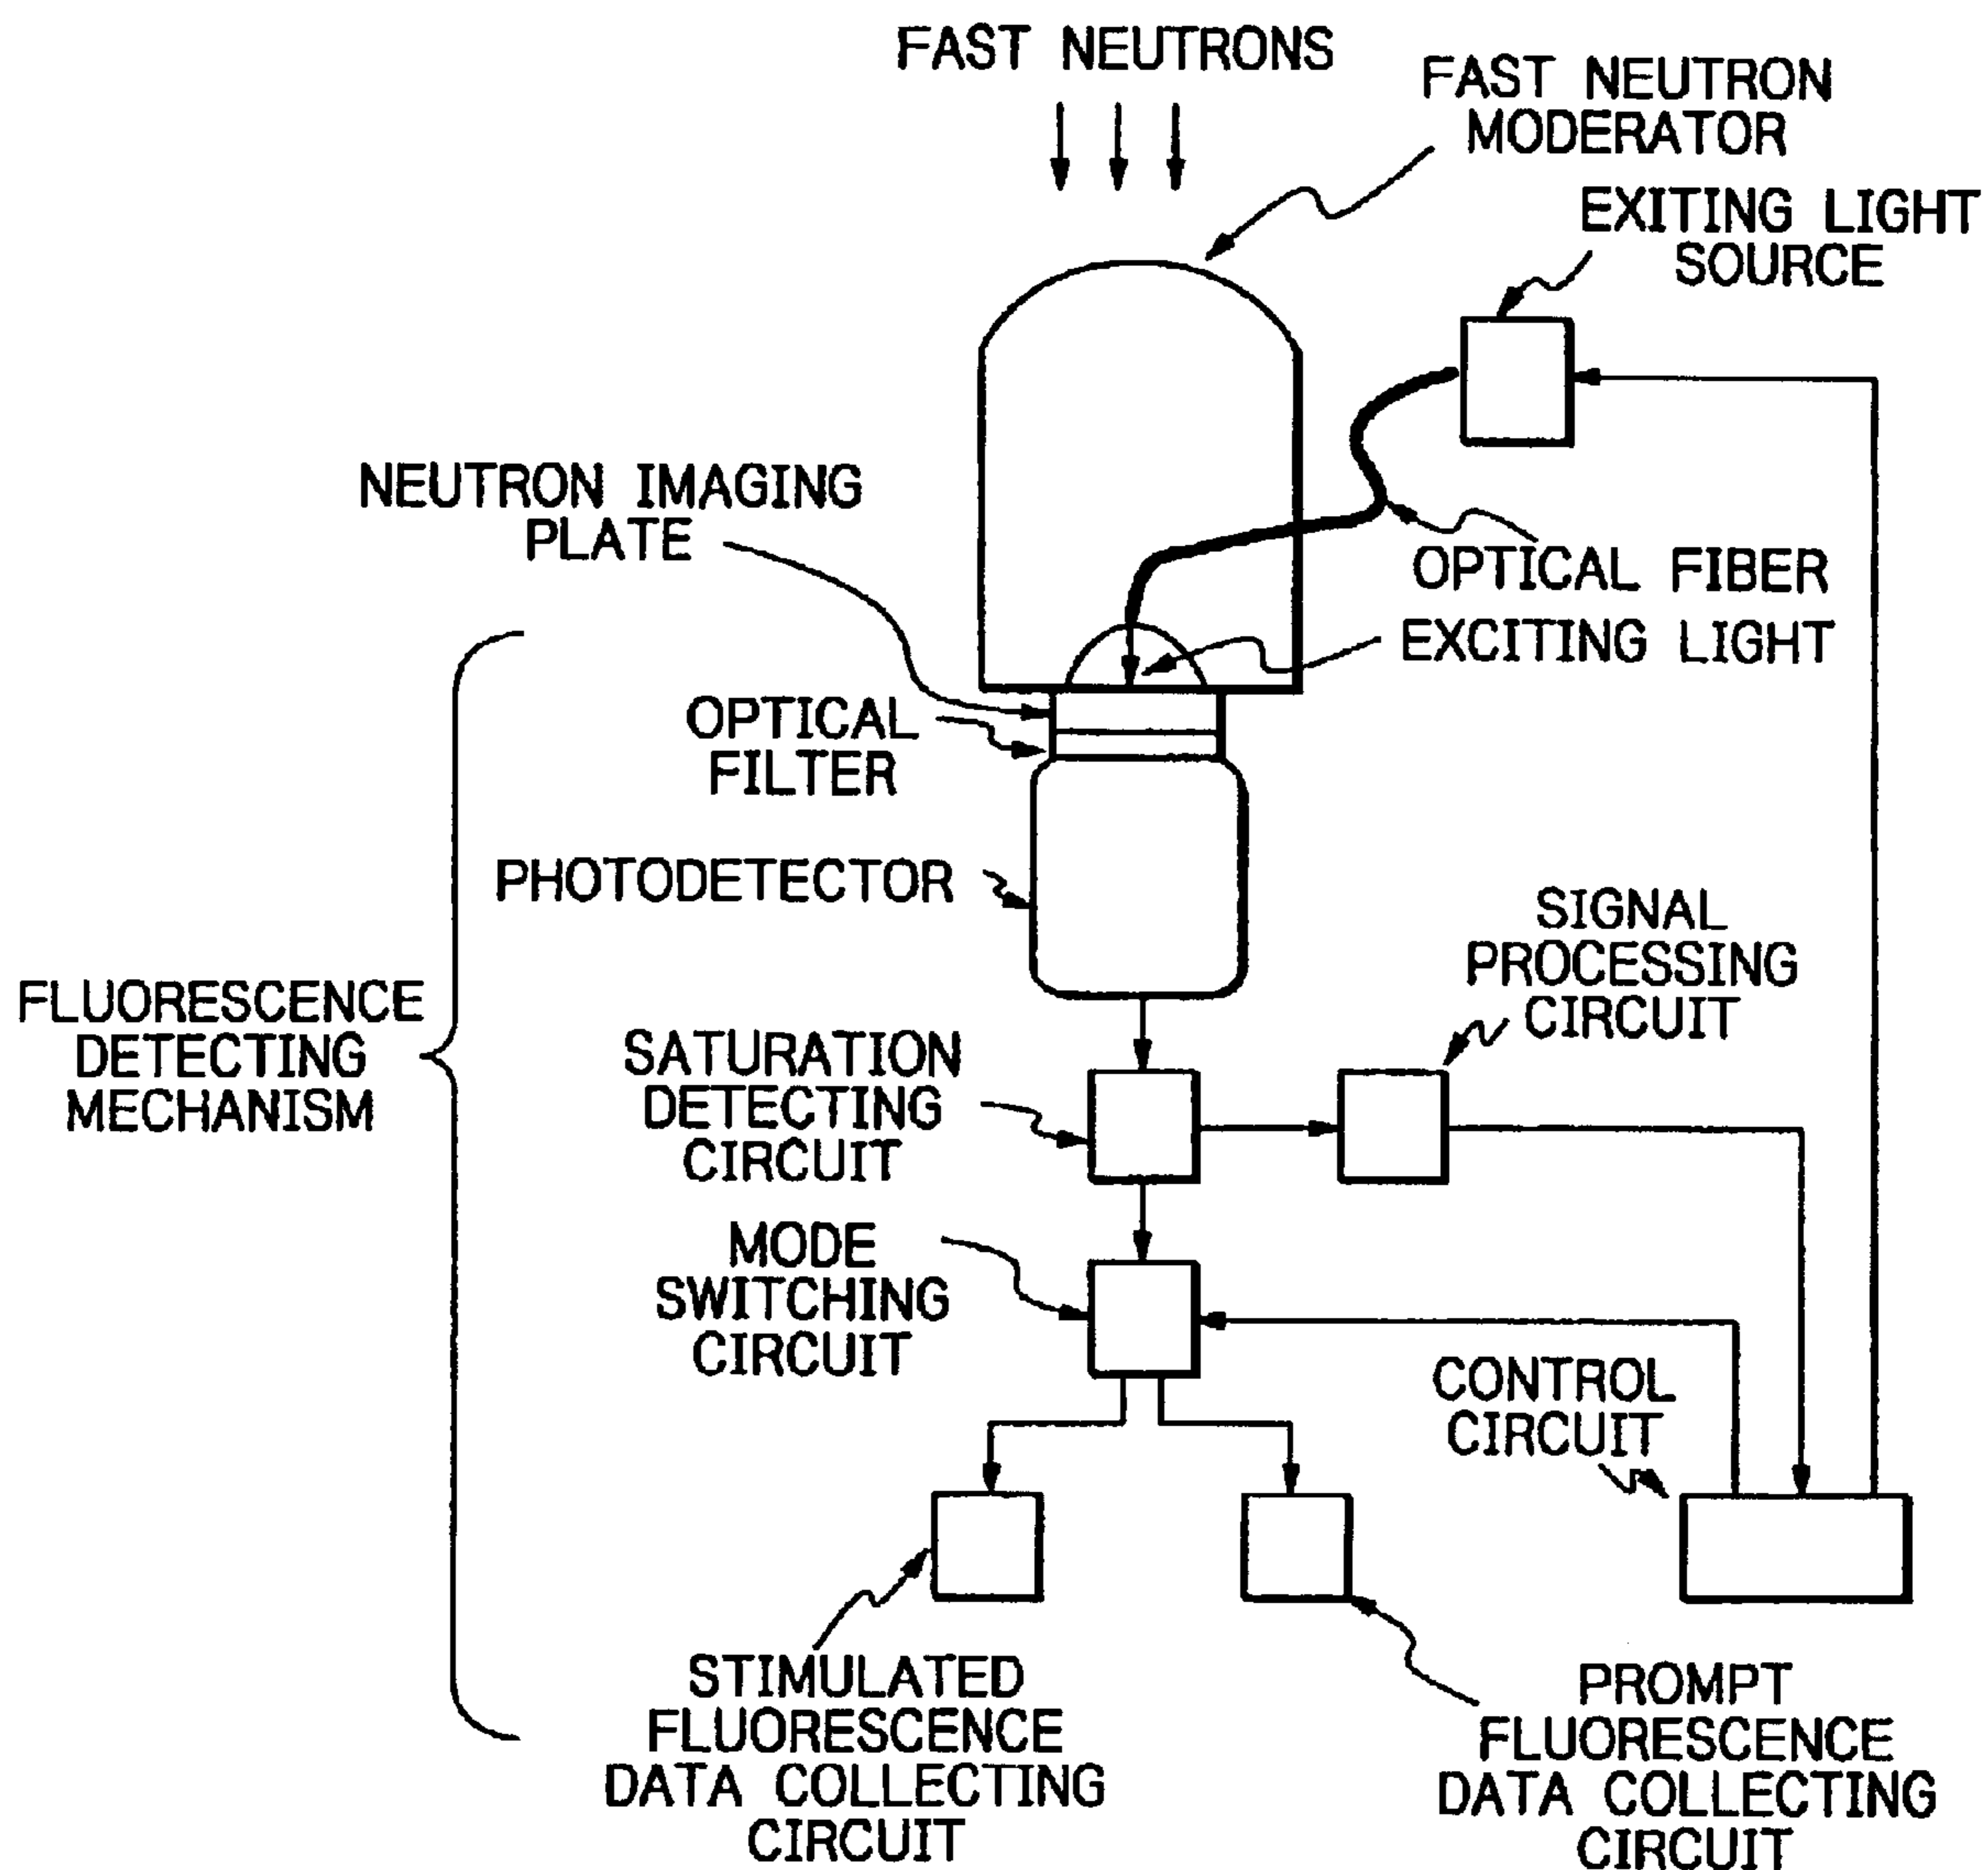 FAST NEUTRONS
FAST NEUTRON
MODERATOR
EXITING LIGHT
SOURCE
NEUTRON IMAGING
PLATE
OPTICAL FIBER
EXCITING LIGHT
OPTICAL
FILTER
PHOTODETECTOR
SIGNAL
PROCESSING
CIRCUIT
FLUORESCENCE
DETECTING
MECHANISM
SATURATION
DETECTING
CIRCUIT
MODE
SWITCHING
CIRCUIT
CONTROL
CIRCUIT
STIMULATED
FLUORESCENCE
DATA COLLECTING
CIRCUIT
PROMPT
FLUORESCENCE
DATA COLLECTING
CIRCUIT